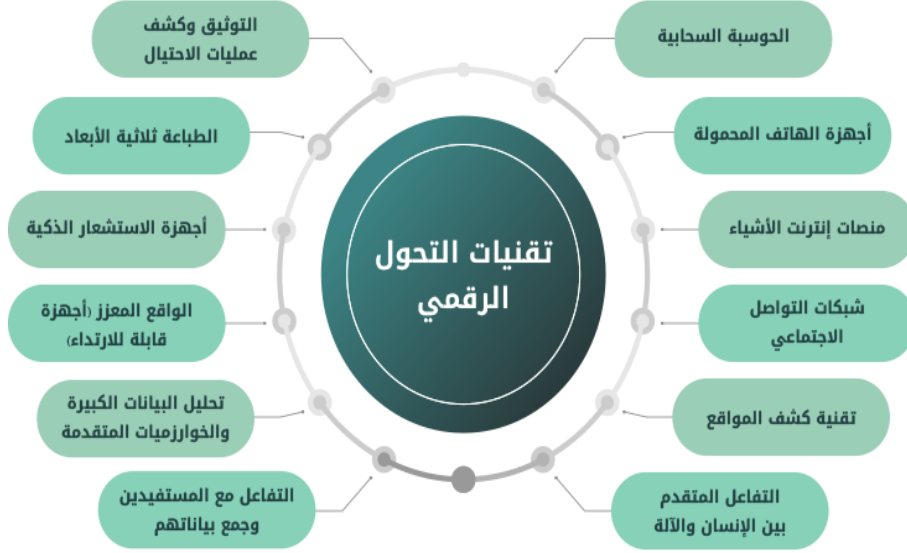 تقنيات التحول
الرقمي
الحوسبة السحابية
أجهزة الهاتف المحمولة
منصات إنترنت الأشياء
شبكات التواصل
الاجتماعي
تقنية كشف المواقع
التفاعل المتقدم
بين الإنسان والآلة
التوثيق وكشف
عمليات الاحتيال
الطباعة ثلاثية الأبعاد
أجهزة الاستشعار الذكية
الواقع المعزز (أجهزة
قابلة للارتداء)
تحليل البيانات الكبيرة
والخوارزميات المتقدمة
التفاعل مع المستفيدين
وجمع بياناتهم